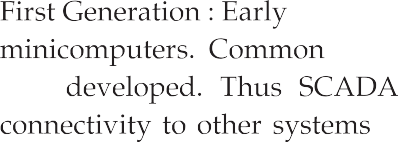 First Generation : Early
minicomputers. Common
developed. Thus SCADA
connectivity to other systems